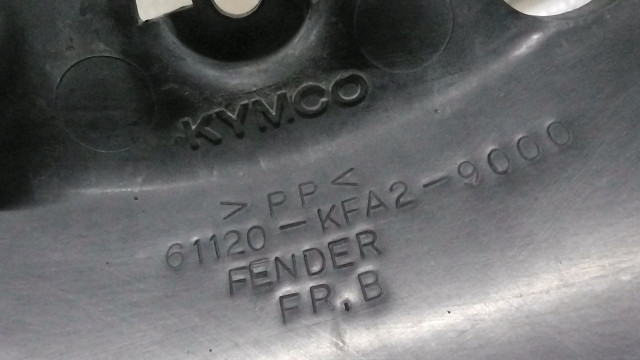 KYMCO
>PP<
61120-KFA2-9000
FENDER
FR.B